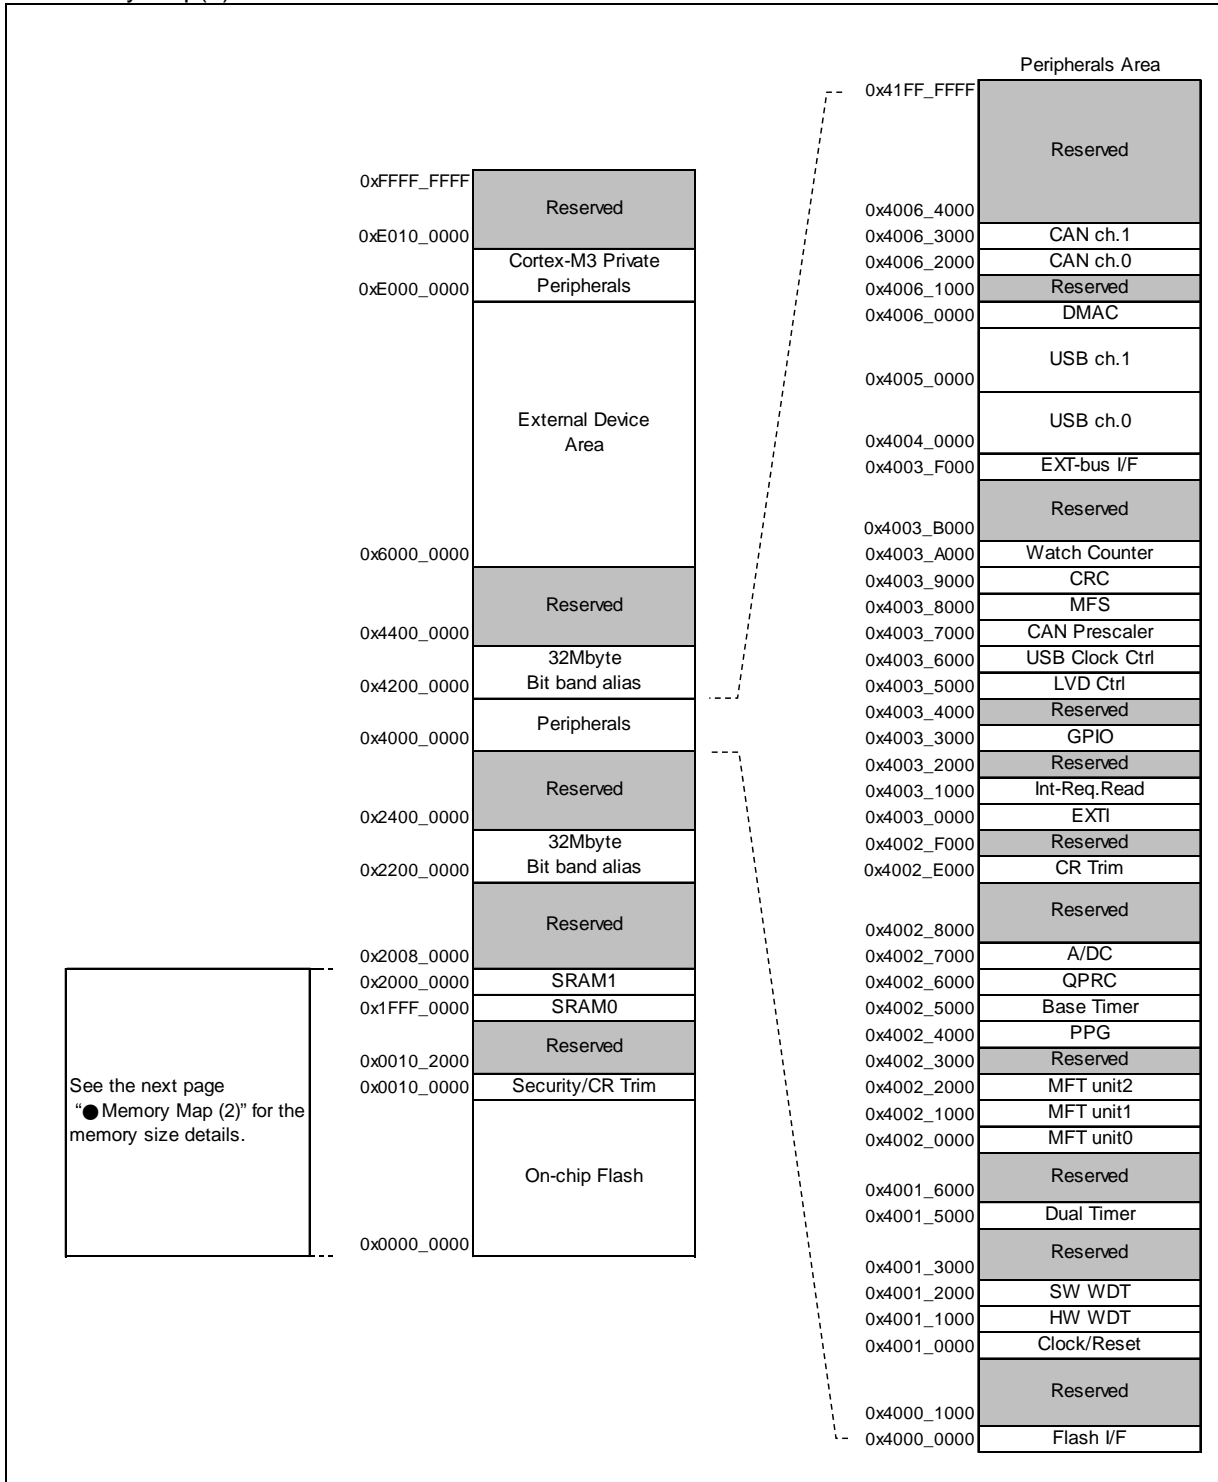 Peripherals Area
0x41FF_FFFF
Reserved
0x4006_4000
0x4006_3000 CAN ch.1
0x4006_2000 CAN ch.0
0x4006_1000 Reserved
0x4006_0000 DMAC
USB ch.1
0x4005_0000
USB ch.0
0x4004_0000
0x4003_F000 EXT-bus I/F
Reserved
0x4003_B000
0x4003_A000 Watch Counter
0x4003_9000 CRC
0x4003_8000 MFS
0x4003_7000 CAN Prescaler
0x4003_6000 USB Clock Ctrl
0x4003_5000 LVD Ctrl
0x4003_4000 Reserved
0x4003_3000 GPIO
0x4003_2000 Reserved
0x4003_1000 Int-Req.Read
0x4003_0000 EXTI
0x4002_F000 Reserved
0x4002_E000 CR Trim
Reserved
0x4002_8000
0x4002_7000 A/DC
0x4002_6000 QPRC
0x4002_5000 Base Timer
0x4002_4000 PPG
0x4002_3000 Reserved
0x4002_2000 MFT unit2
0x4002_1000 MFT unit1
0x4002_0000 MFT unit0
Reserved
0x4001_6000
0x4001_5000 Dual Timer
Reserved
0x4001_3000
0x4001_2000 SW WDT
0x4001_1000 HW WDT
0x4001_0000 Clock/Reset
Reserved
0x4000_1000
0x4000_0000 Flash I/F
0xFFFF_FFFF
Reserved
0xE010_0000
Cortex-M3 Private
0xE000_0000 Peripherals
External Device
Area
0x6000_0000
Reserved
0x4400_0000
32Mbyte
0x4200_0000 Bit band alias
Peripherals
0x4000_0000
Reserved
0x2400_0000
32Mbyte
0x2200_0000 Bit band alias
Reserved
0x2008_0000
0x2000_0000 SRAM1
0x1FFF_0000 SRAM0
Reserved
0x0010_2000
0x0010_0000 Security/CR Trim
On-chip Flash
0x0000_0000
See the next page
“●Memory Map (2)” for the
memory size details.